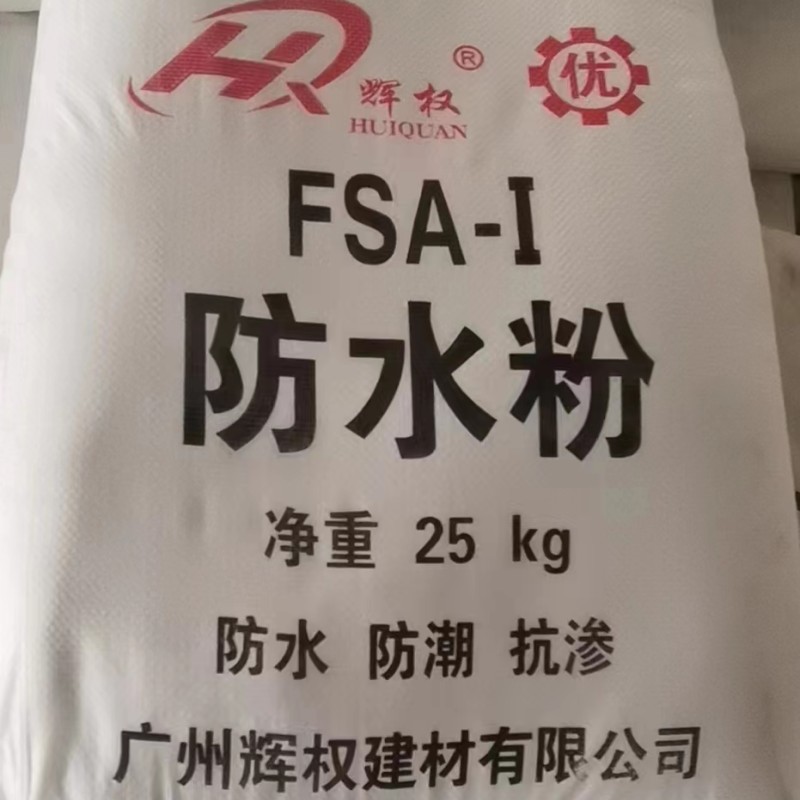 HQ 辉权® 优
HUIQUAN
FSA-I
防水粉
净重 25 kg
防水 防潮 抗渗
广州辉权建材有限公司